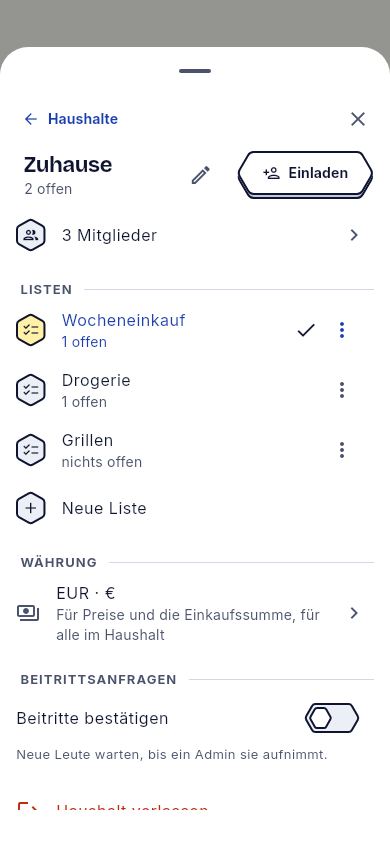 Haushalte
Zuhause
2 offen
Einladen
3 Mitglieder
LISTEN
Wocheneinkauf
1 offen
Drogerie
1 offen
Grillen
nichts offen
Neue Liste
WÄHRUNG
EUR · €
Für Preise und die Einkaufssumme, für
alle im Haushalt
BEITRITTSANFRAGEN
Beitritte bestätigen
Neue Leute warten, bis ein Admin sie aufnimmt.
Haushalt verlassen